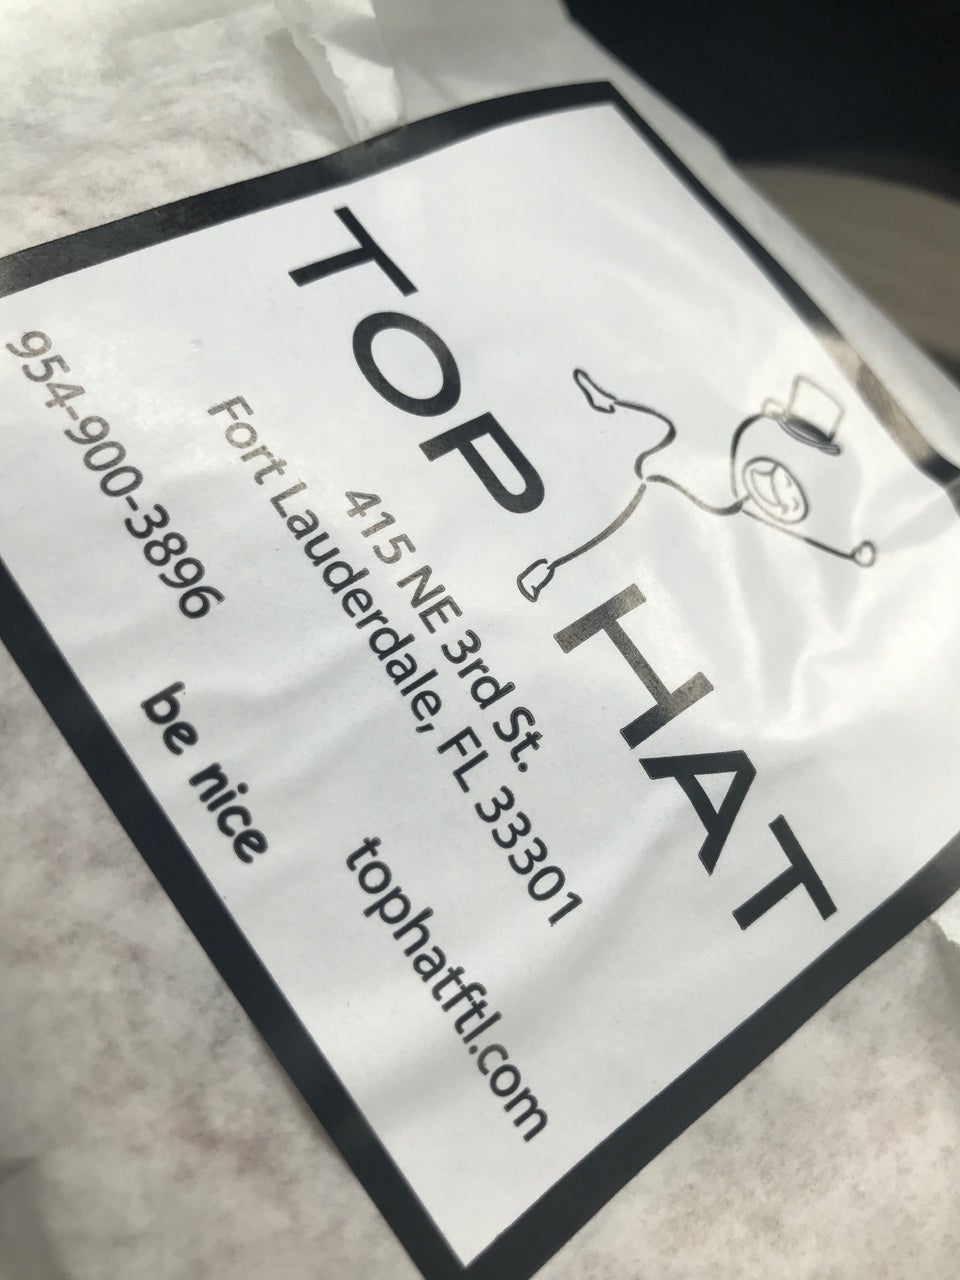 TOP HAT
415 NE 3rd St.
Fort Lauderdale, FL 33301
954-900-3896 be nice tophatftl.com